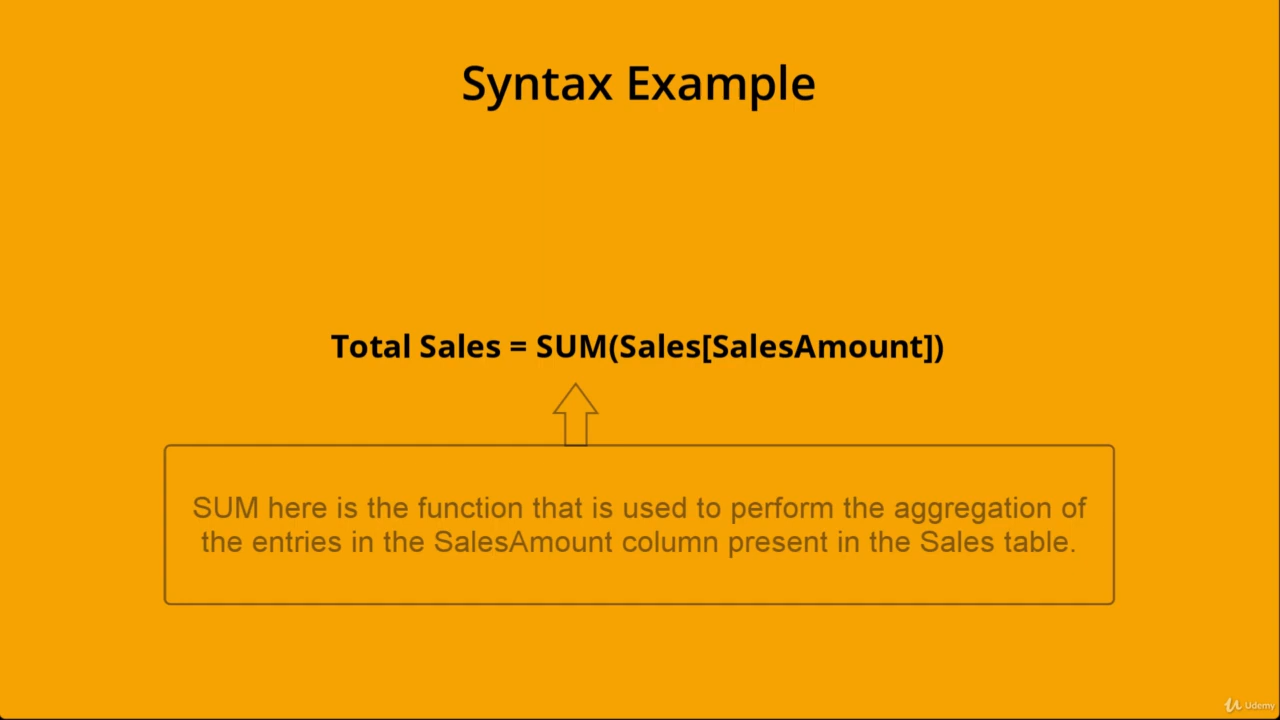 Syntax Example
Total Sales = SUM(Sales[SalesAmount])
SUM here is the function that is used to perform the aggregation of
the entries in the SalesAmount column present in the Sales table.
Udemy